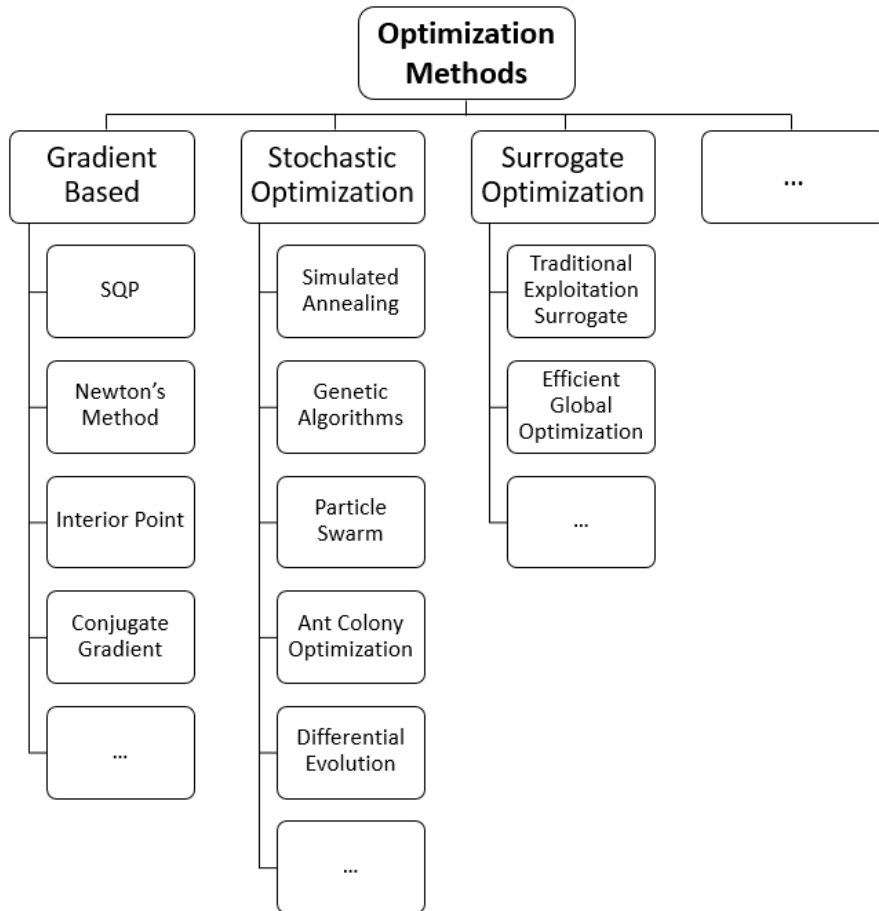 Optimization
Methods
Gradient
Based
Stochastic
Optimization
Surrogate
Optimization
...
SQP
Newton's
Method
Interior Point
Conjugate
Gradient
...
Simulated
Annealing
Genetic
Algorithms
Particle
Swarm
Ant Colony
Optimization
Differential
Evolution
...
Traditional
Exploitation
Surrogate
Efficient
Global
Optimization
...